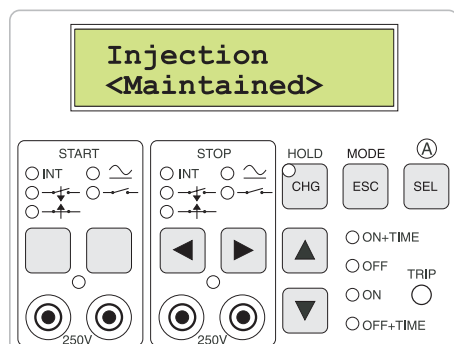 Injection
<Maintained>
START
STOP
HOLD
MODE
A
INT
INT
CHG
ESC
SEL
ON+TIME
OFF
TRIP
ON
OFF+TIME
250V
250V